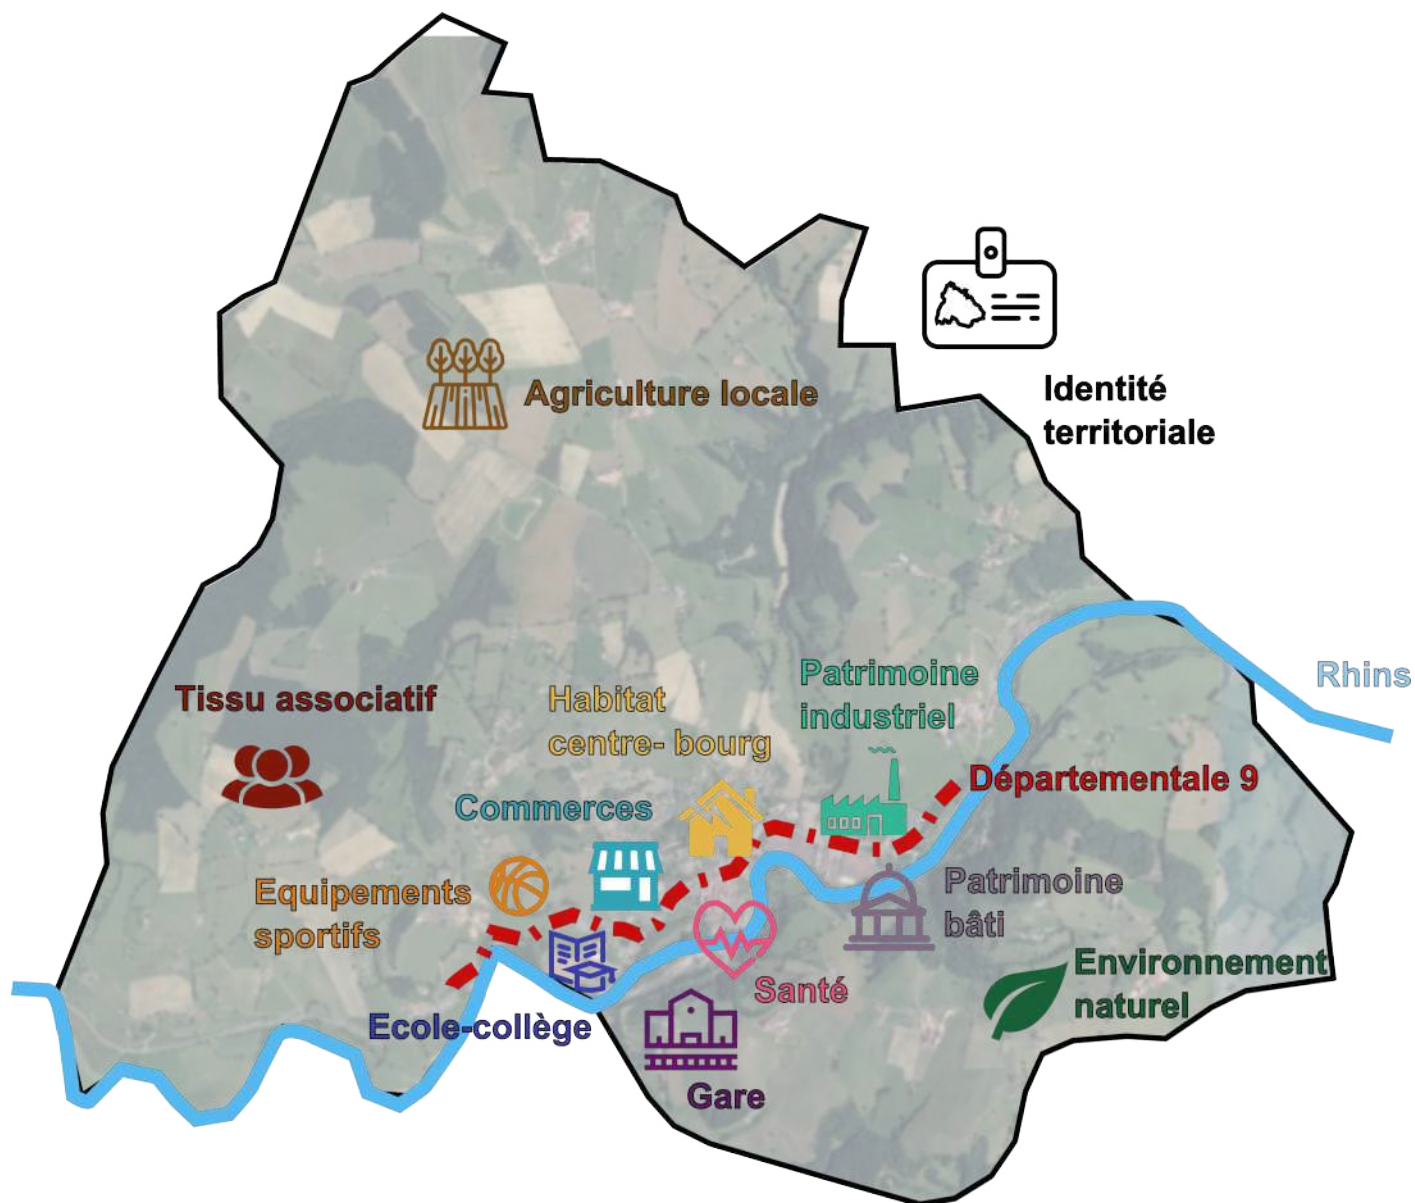 Agriculture locale
Identité
territoriale
Rhins
Tissu associatif
Habitat
centre- bourg
Patrimoine
industriel
Départementale 9
Commerces
Equipements
sportifs
Patrimoine
bâti
Environnement
naturel
Santé
Ecole-collège
Gare